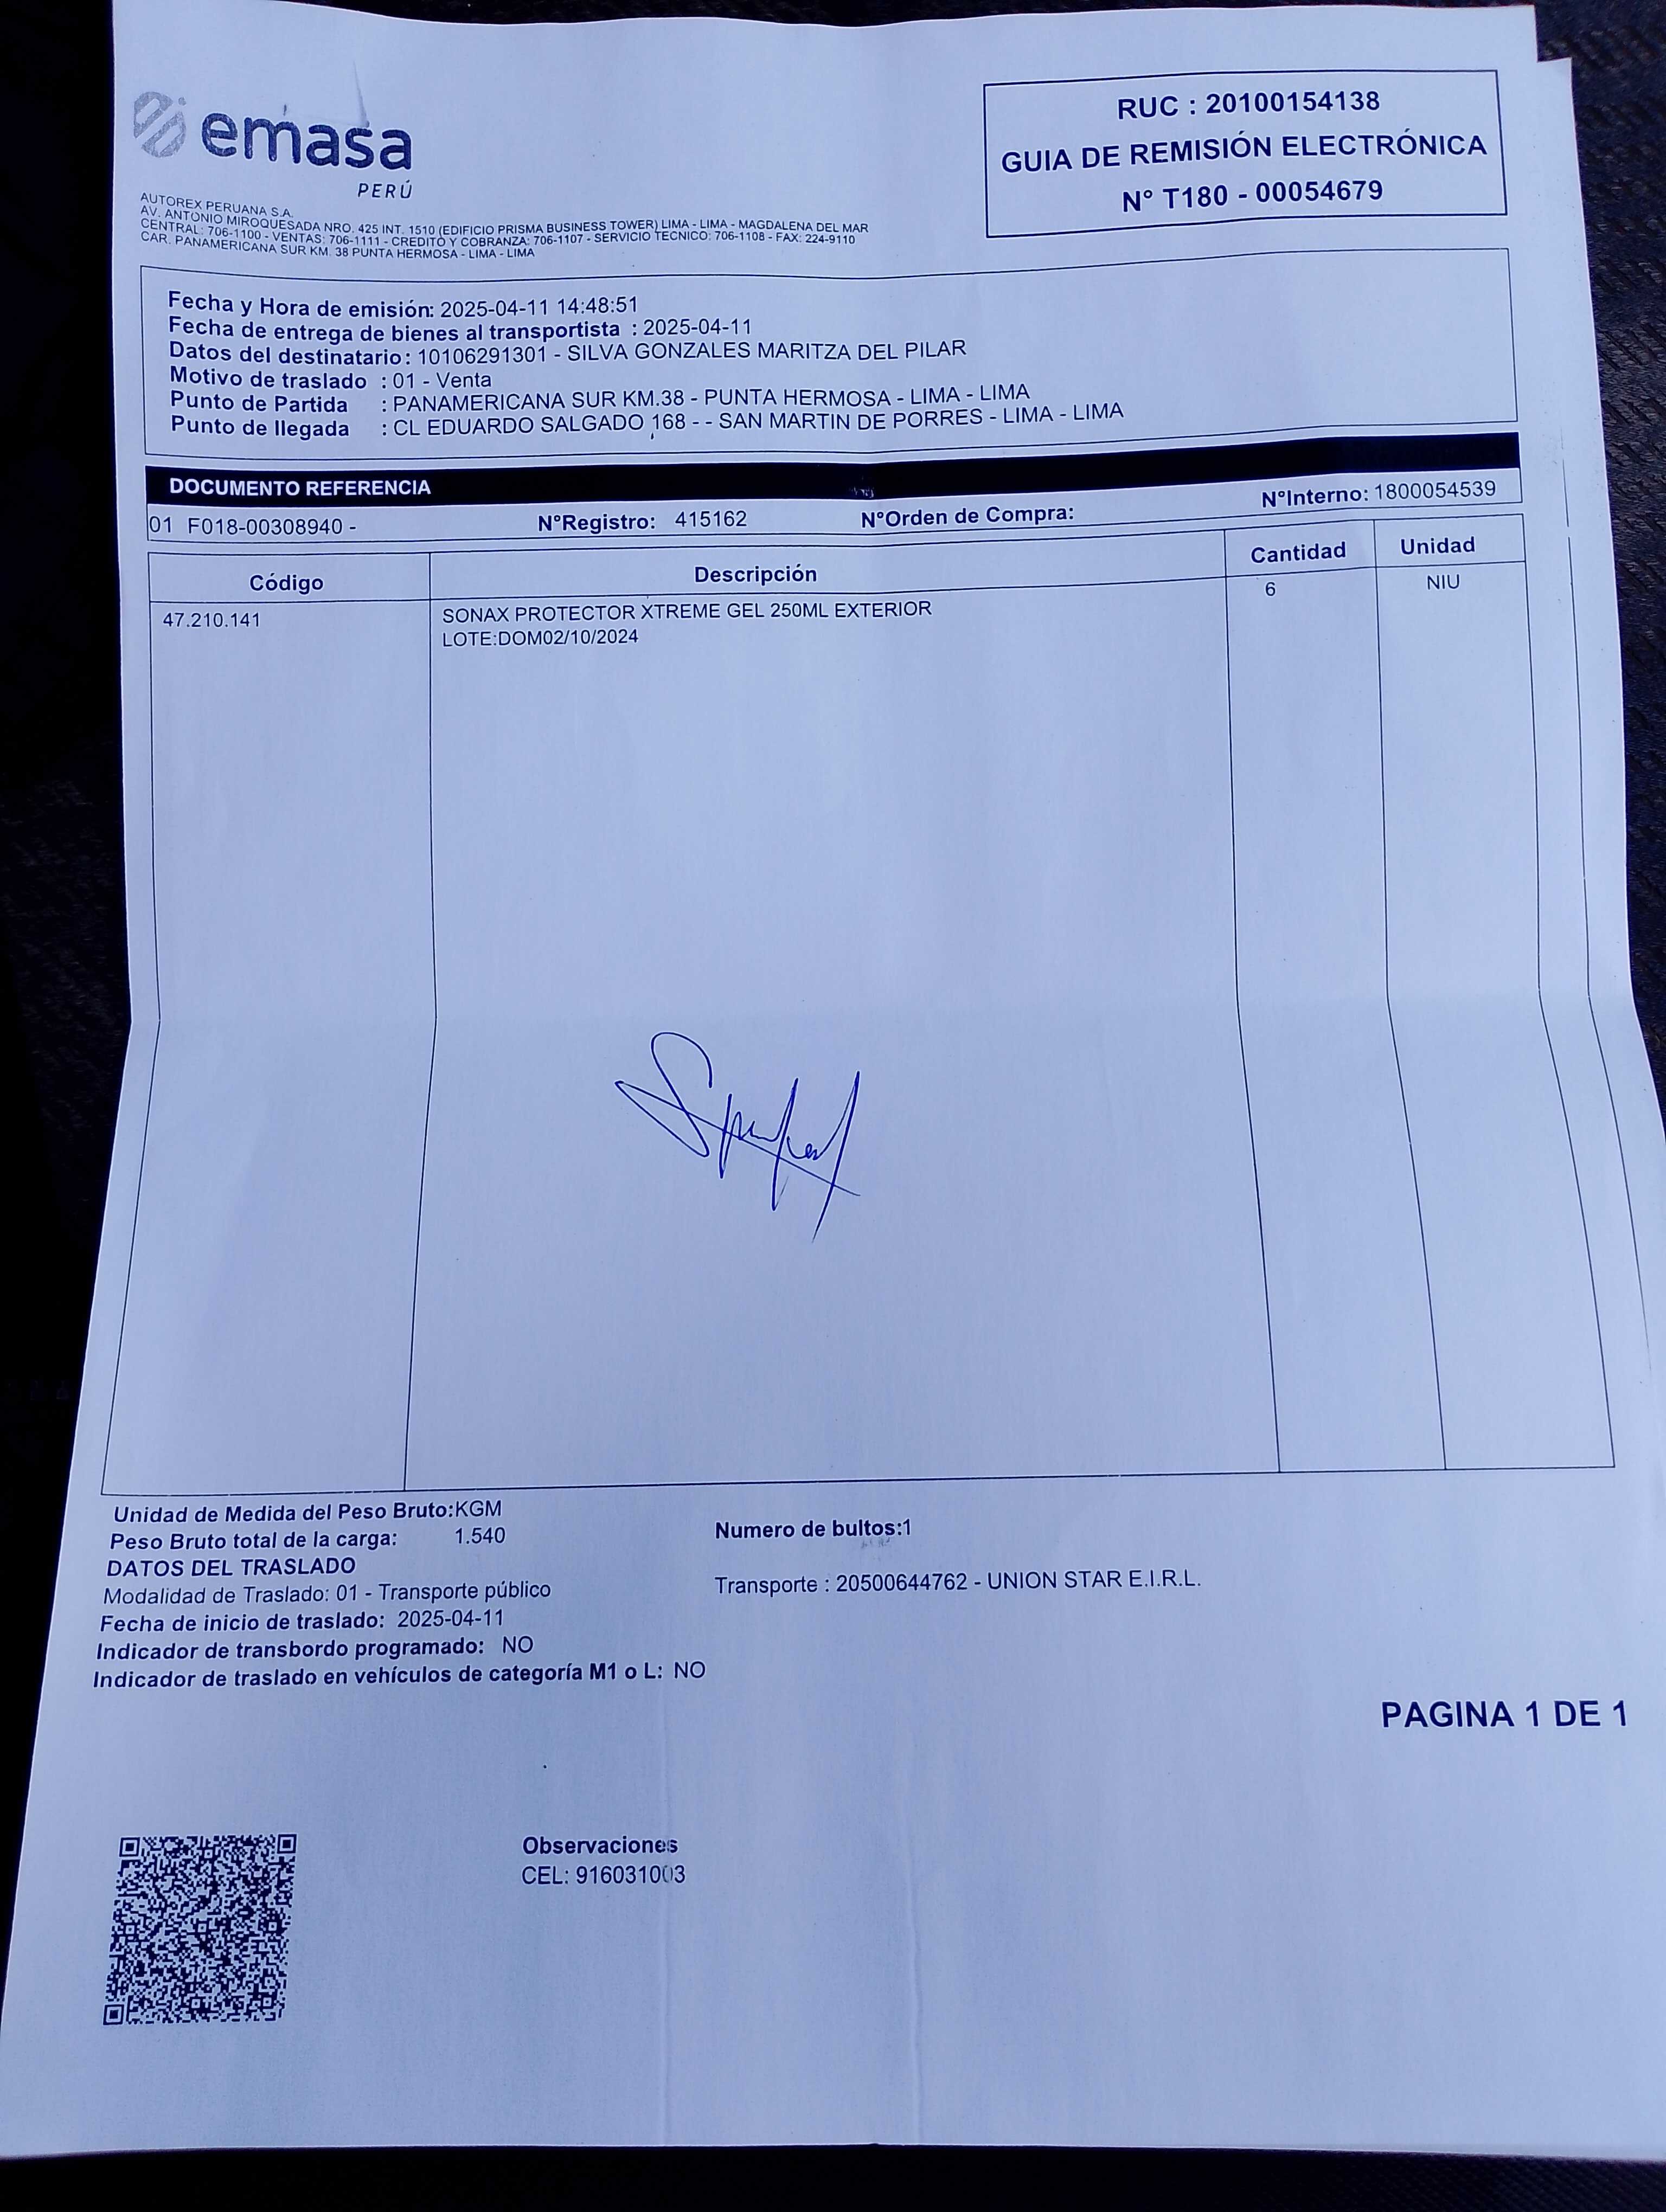 emasa
PERÚ
AUTOREX PERUANA S.A.
AV. ANTONIO MIROQUESADA NRO. 425 INT. 1510 (EDIFICIO PRISMA BUSINESS TOWER) LIMA - LIMA - MAGDALENA DEL MAR
CENTRAL: 706-1100 - VENTAS: 706-1111 - CREDITO Y COBRANZA: 706-1107 - SERVICIO TECNICO: 706-1108 - FAX: 224-9110
CAR. PANAMERICANA SUR KM. 38 PUNTA HERMOSA - LIMA - LIMA
RUC : 20100154138
GUIA DE REMISIÓN ELECTRÓNICA
N° T180 - 00054679
Fecha y Hora de emisión: 2025-04-11 14:48:51
Fecha de entrega de bienes al transportista : 2025-04-11
Datos del destinatario: 10106291301 - SILVA GONZALES MARITZA DEL PILAR
Motivo de traslado : 01 - Venta
Punto de Partida : PANAMERICANA SUR KM.38 - PUNTA HERMOSA - LIMA - LIMA
Punto de llegada : CL EDUARDO SALGADO 168 - - SAN MARTIN DE PORRES - LIMA - LIMA
DOCUMENTO REFERENCIA
01 F018-00308940 - N°Registro: 415162 N°Orden de Compra: N°Interno: 1800054539
Código Descripción Cantidad Unidad
47.210.141 SONAX PROTECTOR XTREME GEL 250ML EXTERIOR 6 NIU
LOTE:DOM02/10/2024
Unidad de Medida del Peso Bruto:KGM
Peso Bruto total de la carga: 1.540 Numero de bultos:1
DATOS DEL TRASLADO
Modalidad de Traslado: 01 - Transporte público Transporte : 20500644762 - UNION STAR E.I.R.L.
Fecha de inicio de traslado: 2025-04-11
Indicador de transbordo programado: NO
Indicador de traslado en vehículos de categoría M1 o L: NO
PAGINA 1 DE 1
Observaciones
CEL: 916031003